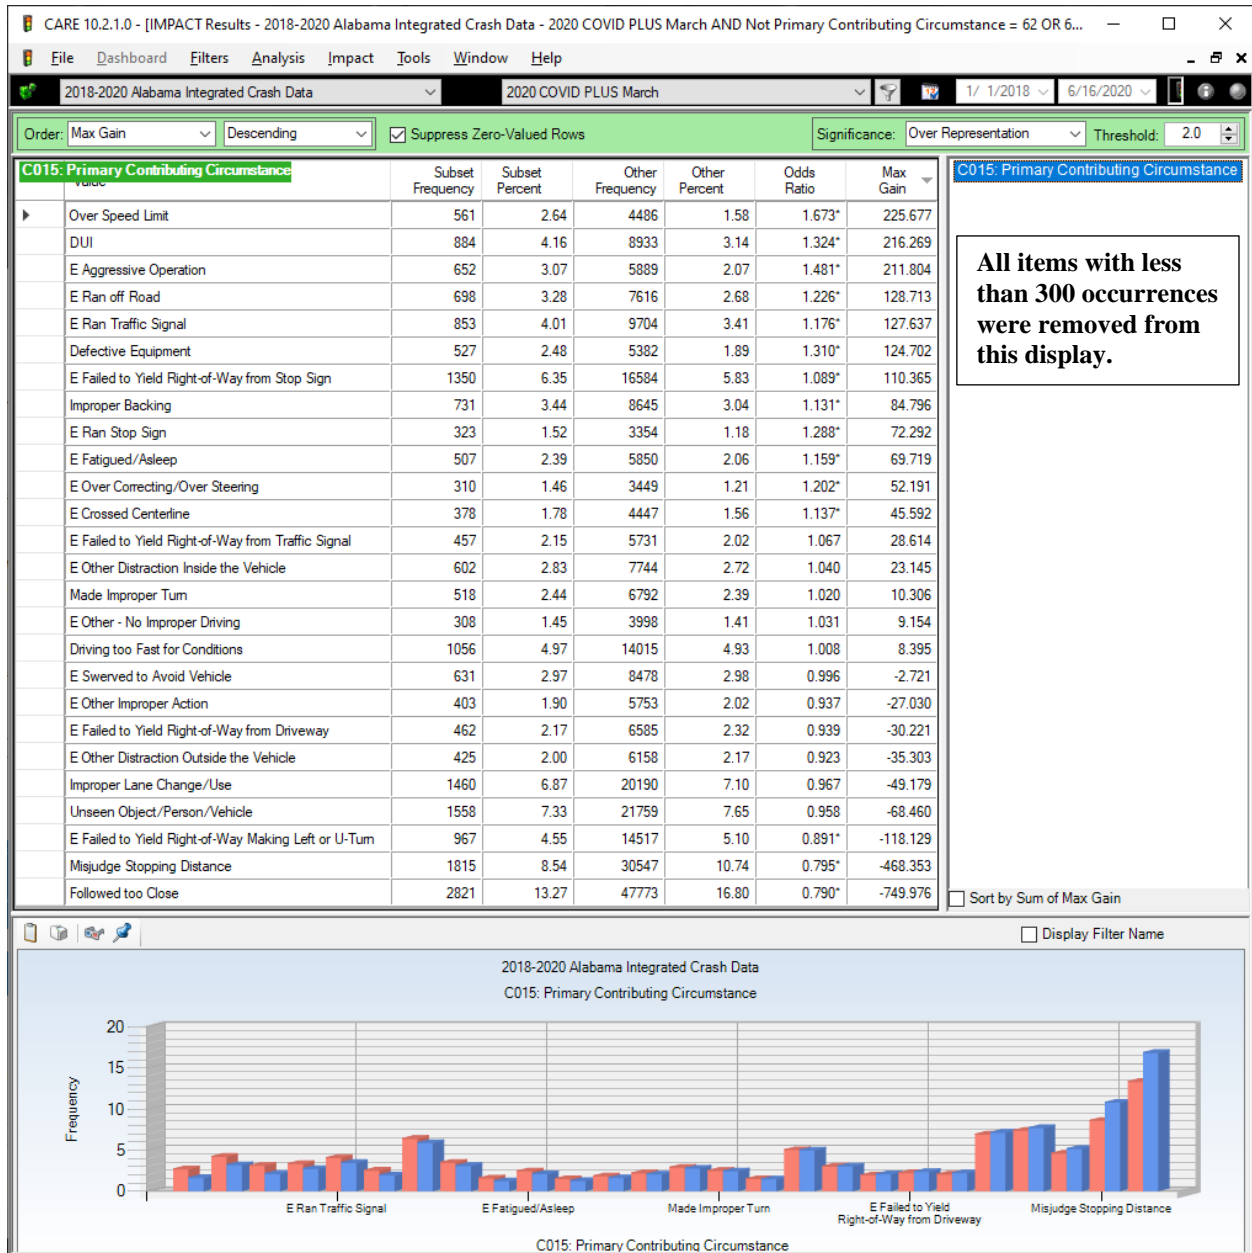 CARE 10.2.1.0 - [IMPACT Results - 2018-2020 Alabama Integrated Crash Data - 2020 COVID PLUS March AND Not Primary Contributing Circumstance = 62 OR 6...
File Dashboard Filters Analysis Impact Tools Window Help
2018-2020 Alabama Integrated Crash Data 2020 COVID PLUS March 1/ 1/2018 6/16/2020
Order: Max Gain Descending Suppress Zero-Valued Rows Significance: Over Representation Threshold: 2.0
C015: Primary Contributing Circumstance Subset Frequency Subset Percent Other Frequency Other Percent Odds Ratio Max Gain
Over Speed Limit 561 2.64 4486 1.58 1.673* 225.677
DUI 884 4.16 8933 3.14 1.324* 216.269
E Aggressive Operation 652 3.07 5889 2.07 1.481* 211.804
E Ran off Road 698 3.28 7616 2.68 1.226* 128.713
E Ran Traffic Signal 853 4.01 9704 3.41 1.176* 127.637
Defective Equipment 527 2.48 5382 1.89 1.310* 124.702
E Failed to Yield Right-of-Way from Stop Sign 1350 6.35 16584 5.83 1.089* 110.365
Improper Backing 731 3.44 8645 3.04 1.131* 84.796
E Ran Stop Sign 323 1.52 3354 1.18 1.288* 72.292
E Fatigued/Asleep 507 2.39 5850 2.06 1.159* 69.719
E Over Correcting/Over Steering 310 1.46 3449 1.21 1.202* 52.191
E Crossed Centerline 378 1.78 4447 1.56 1.137* 45.592
E Failed to Yield Right-of-Way from Traffic Signal 457 2.15 5731 2.02 1.067 28.614
E Other Distraction Inside the Vehicle 602 2.83 7744 2.72 1.040 23.145
Made Improper Turn 518 2.44 6792 2.39 1.020 10.306
E Other - No Improper Driving 308 1.45 3998 1.41 1.031 9.154
Driving too Fast for Conditions 1056 4.97 14015 4.93 1.008 8.395
E Swerved to Avoid Vehicle 631 2.97 8478 2.98 0.996 -2.721
E Other Improper Action 403 1.90 5753 2.02 0.937 -27.030
E Failed to Yield Right-of-Way from Driveway 462 2.17 6585 2.32 0.939 -30.221
E Other Distraction Outside the Vehicle 425 2.00 6158 2.17 0.923 -35.303
Improper Lane Change/Use 1460 6.87 20190 7.10 0.967 -49.179
Unseen Object/Person/Vehicle 1558 7.33 21759 7.65 0.958 -68.460
E Failed to Yield Right-of-Way Making Left or U-Turn 967 4.55 14517 5.10 0.891* -118.129
Misjudge Stopping Distance 1815 8.54 30547 10.74 0.795* -468.353
Followed too Close 2821 13.27 47773 16.80 0.790* -749.976
C015: Primary Contributing Circumstance
All items with less
than 300 occurrences
were removed from
this display.
Sort by Sum of Max Gain
Display Filter Name
2018-2020 Alabama Integrated Crash Data
C015: Primary Contributing Circumstance
Frequency
20
15
10
5
0
E Ran Traffic Signal
E Fatigued/Asleep
Made Improper Turn
E Failed to Yield
Right-of-Way from Driveway
Misjudge Stopping Distance
C015: Primary Contributing Circumstance